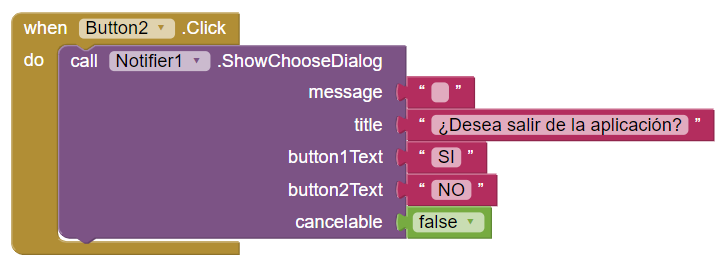 when Button2 .Click
do call Notifier1 .ShowChooseDialog
message “ ”
title “ ¿Desea salir de la aplicación? ”
button1Text “ SI ”
button2Text “ NO ”
cancelable false